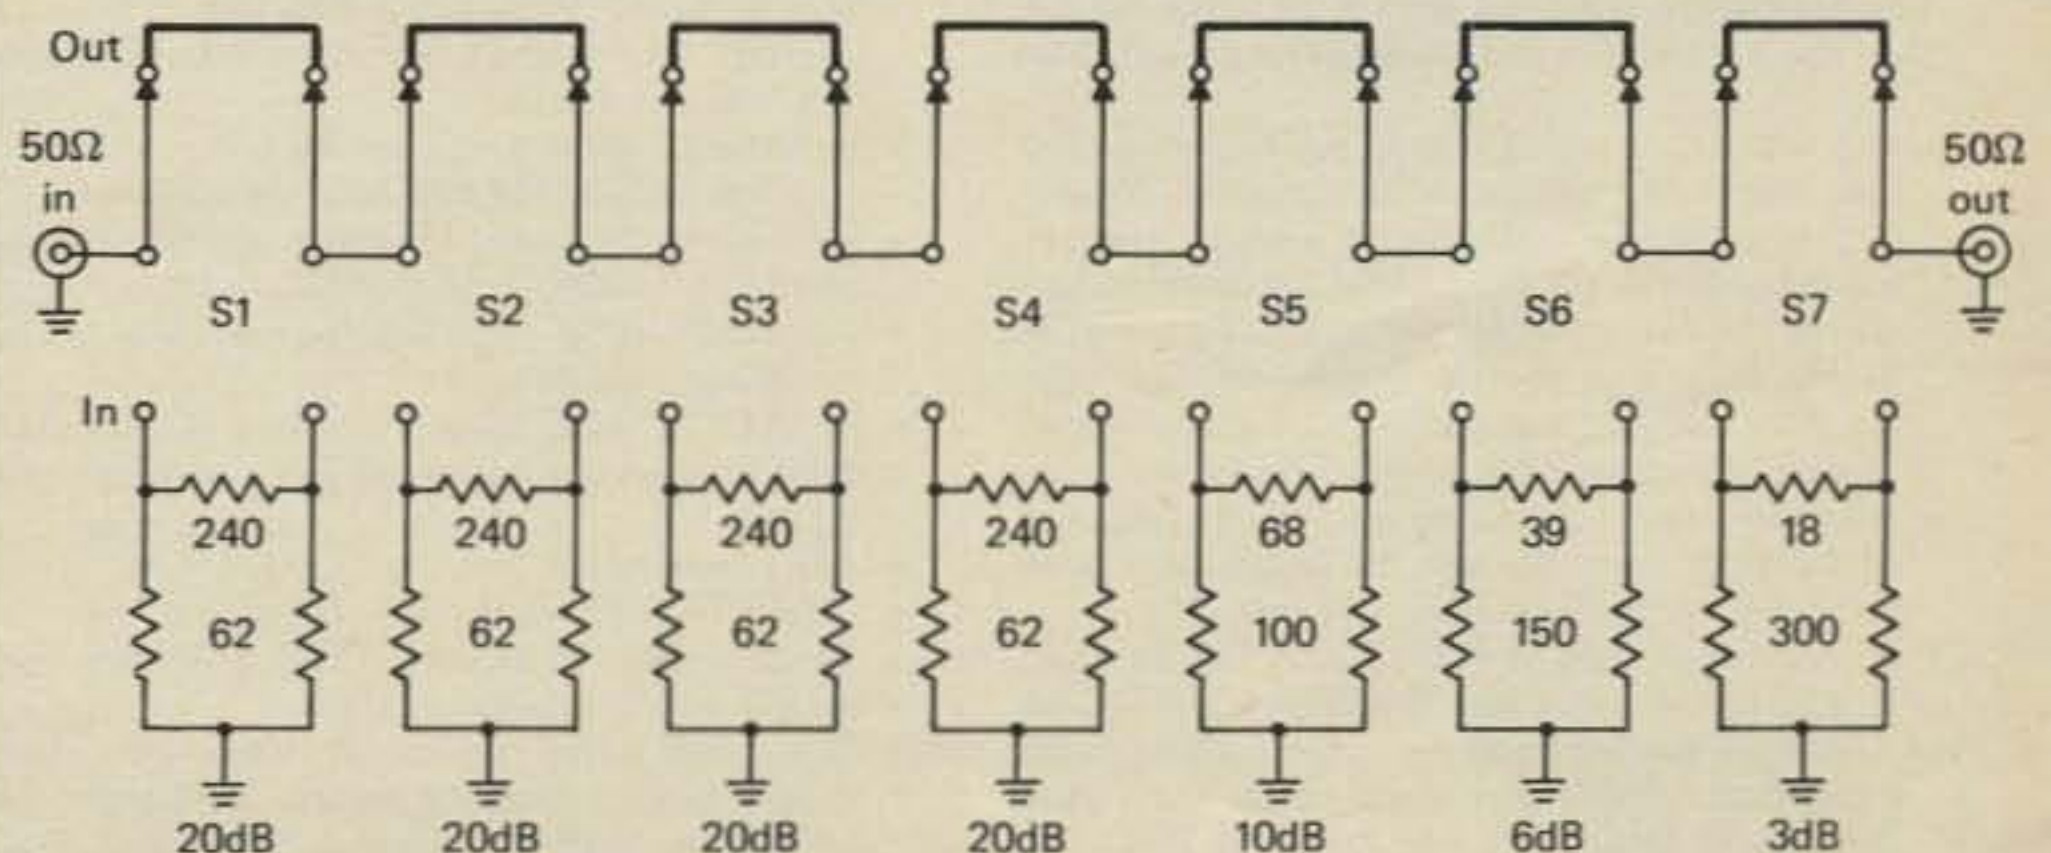 Out
50Ω
in
50Ω
out
S1 S2 S3 S4 S5 S6 S7
In
240 240 240 240 68 39 18
62 62 62 62 100 150 300
20dB 20dB 20dB 20dB 10dB 6dB 3dB